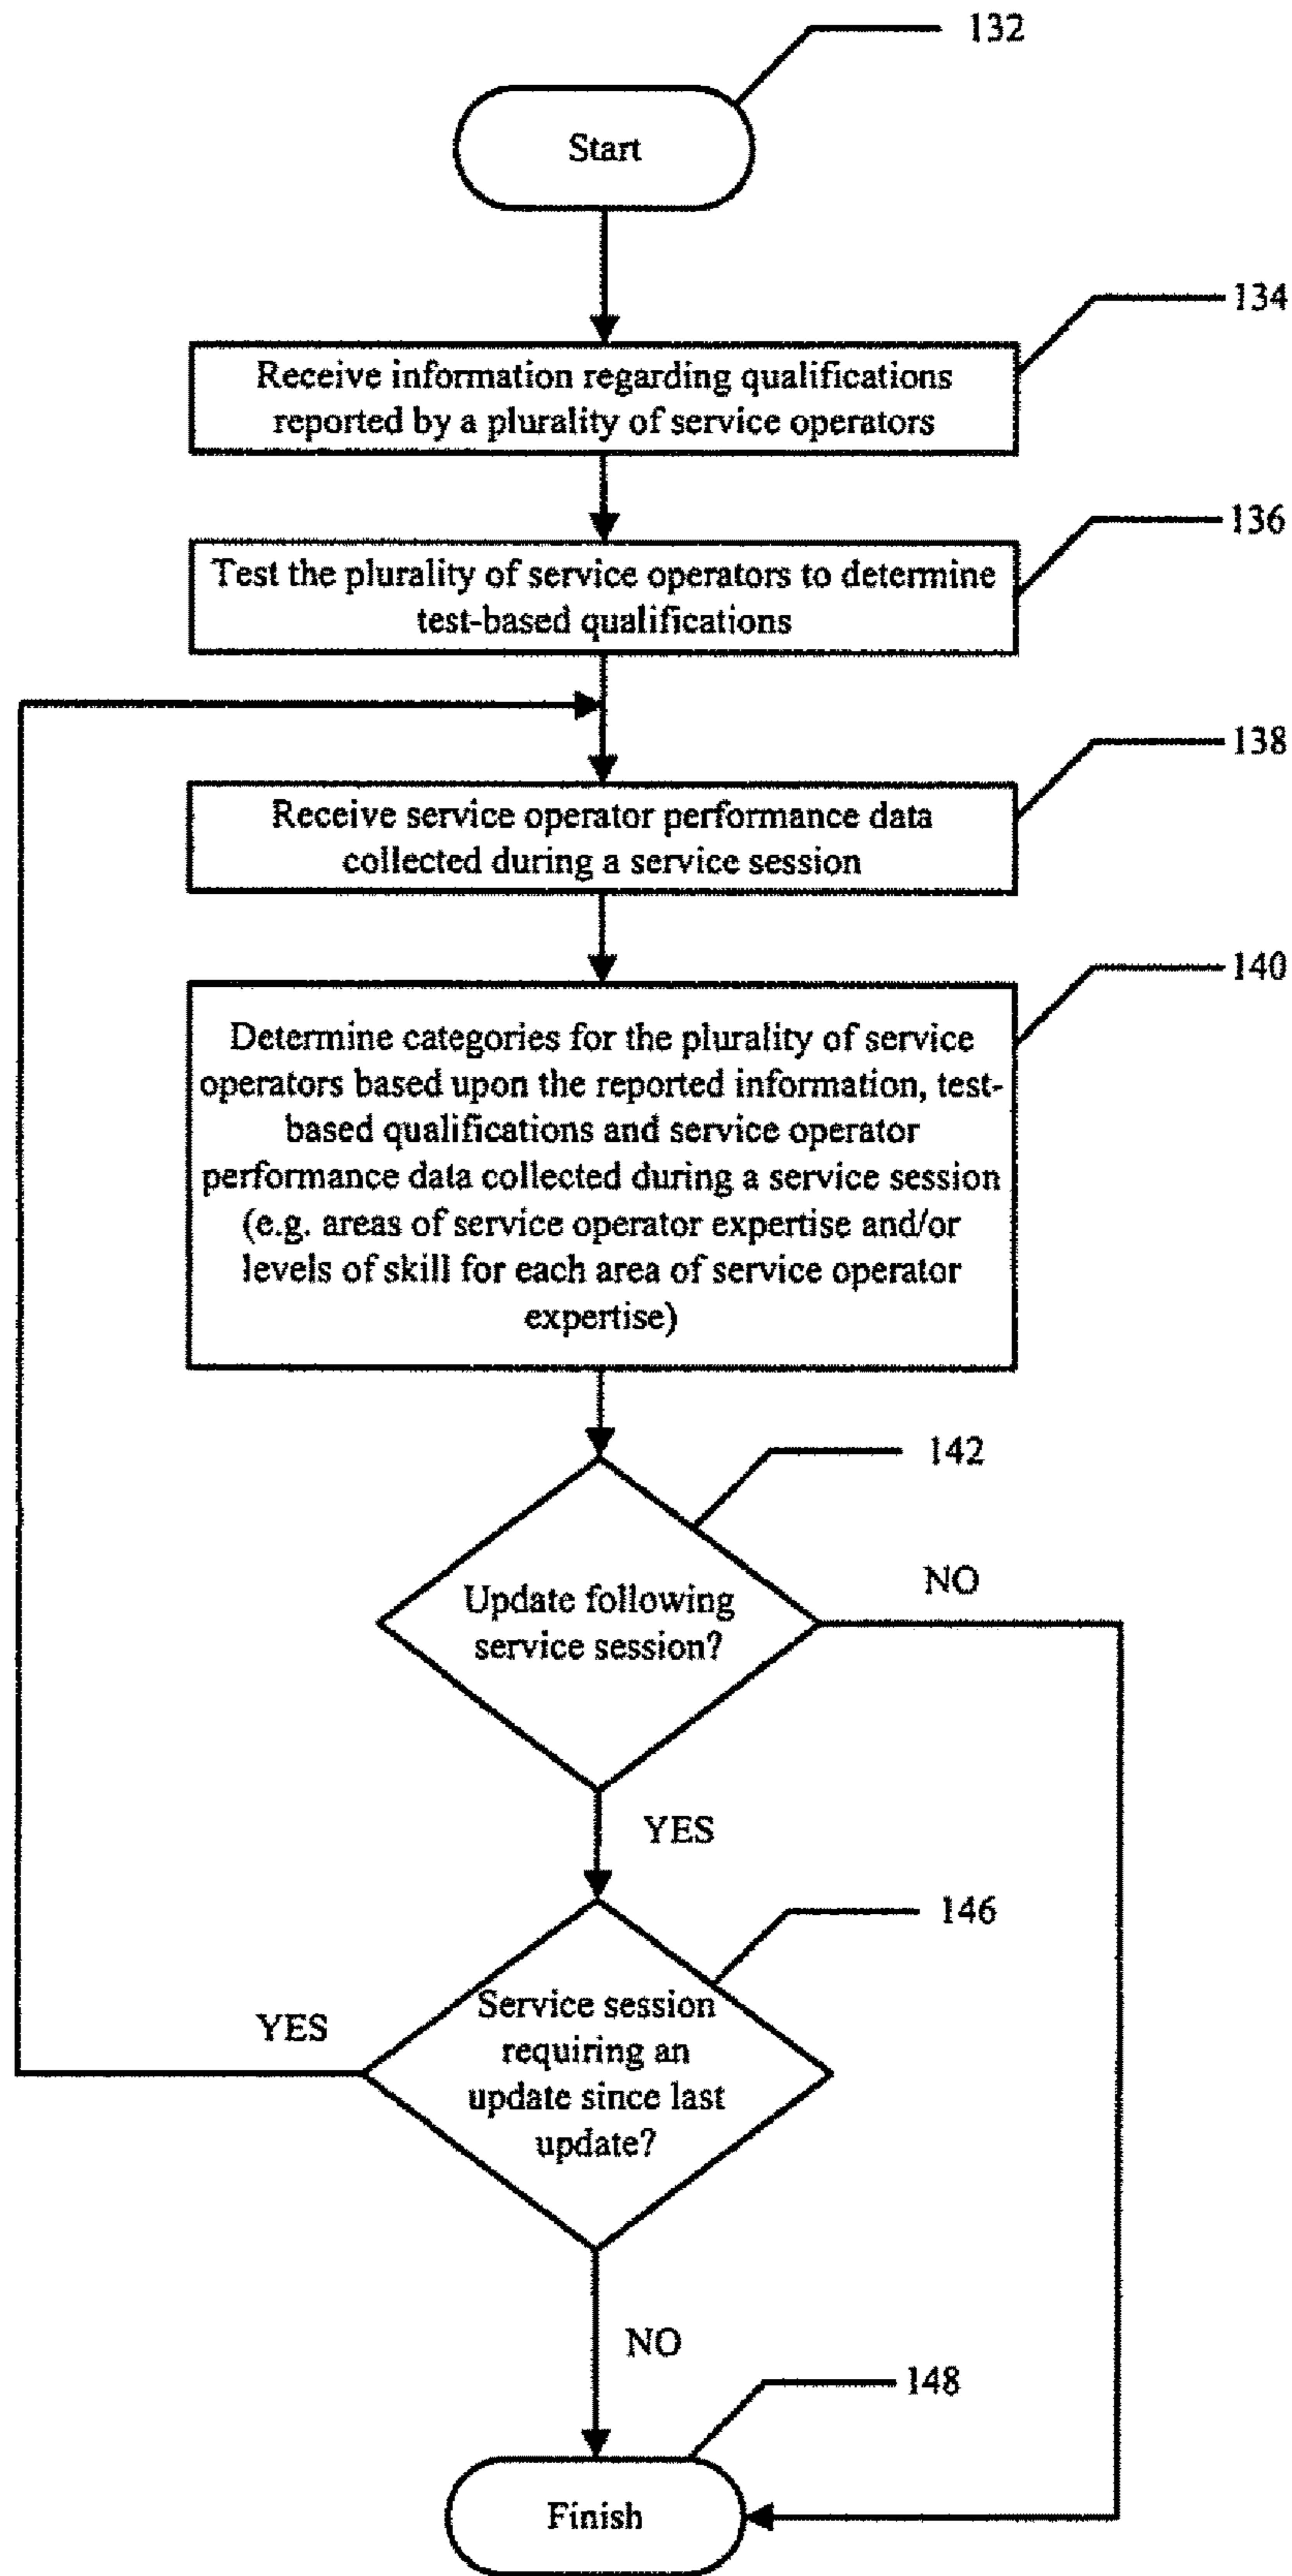 132
Start
134
Receive information regarding qualifications
reported by a plurality of service operators
136
Test the plurality of service operators to determine
test-based qualifications
138
Receive service operator performance data
collected during a service session
140
Determine categories for the plurality of service
operators based upon the reported information, test-
based qualifications and service operator
performance data collected during a service session
(e.g. areas of service operator expertise and/or
levels of skill for each area of service operator
expertise)
142
NO
Update following
service session?
YES
146
YES
Service session
requiring an
update since last
update?
NO
148
Finish